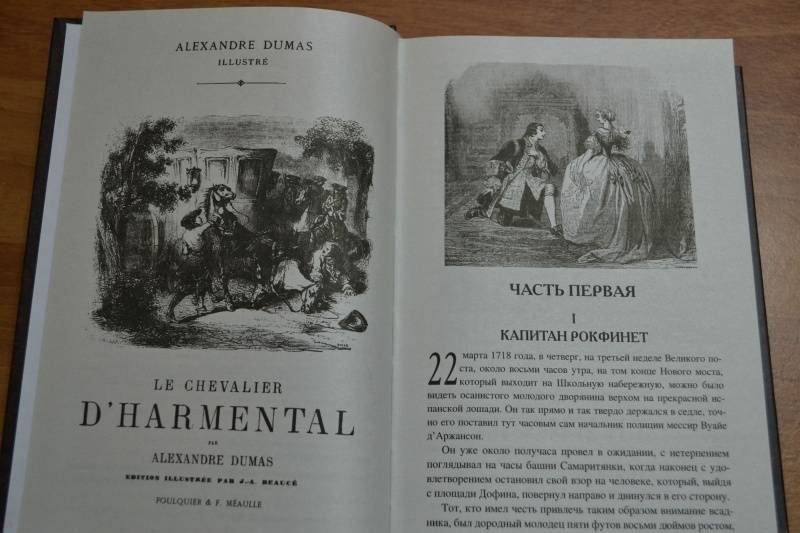 ALEXANDRE DUMAS
ILLUSTRÉ
LE CHEVALIER
D'HARMENTAL
PAR
ALEXANDRE DUMAS
EDITION ILLUSTRÉE PAR J.-A. BEAUCÉ
FOULQUIER & F. MÉAULLE
ЧАСТЬ ПЕРВАЯ
I
КАПИТАН РОКФИНЕТ
22 марта 1718 года, в четверг, на третьей неделе Великого по-
ста, около восьми часов утра, на том конце Нового моста,
который выходит на Школьную набережную, можно было
видеть осанистого молодого дворянина верхом на прекрасной ис-
панской лошади. Он так прямо и так твердо держался в седле, точ-
но его поставил тут часовым сам начальник полиции мессир Вуайе
д'Аржансон.
Он уже около получаса провел в ожидании, с нетерпением
поглядывал на часы башни Самаритянки, когда наконец с удо-
влетворением остановил свой взор на человеке, который, выйдя
с площади Дофина, повернул направо и двинулся в его сторону.
Тот, кто имел честь привлечь таким образом внимание всад-
ника, был дородный молодец пяти футов восьми дюймов ростом,